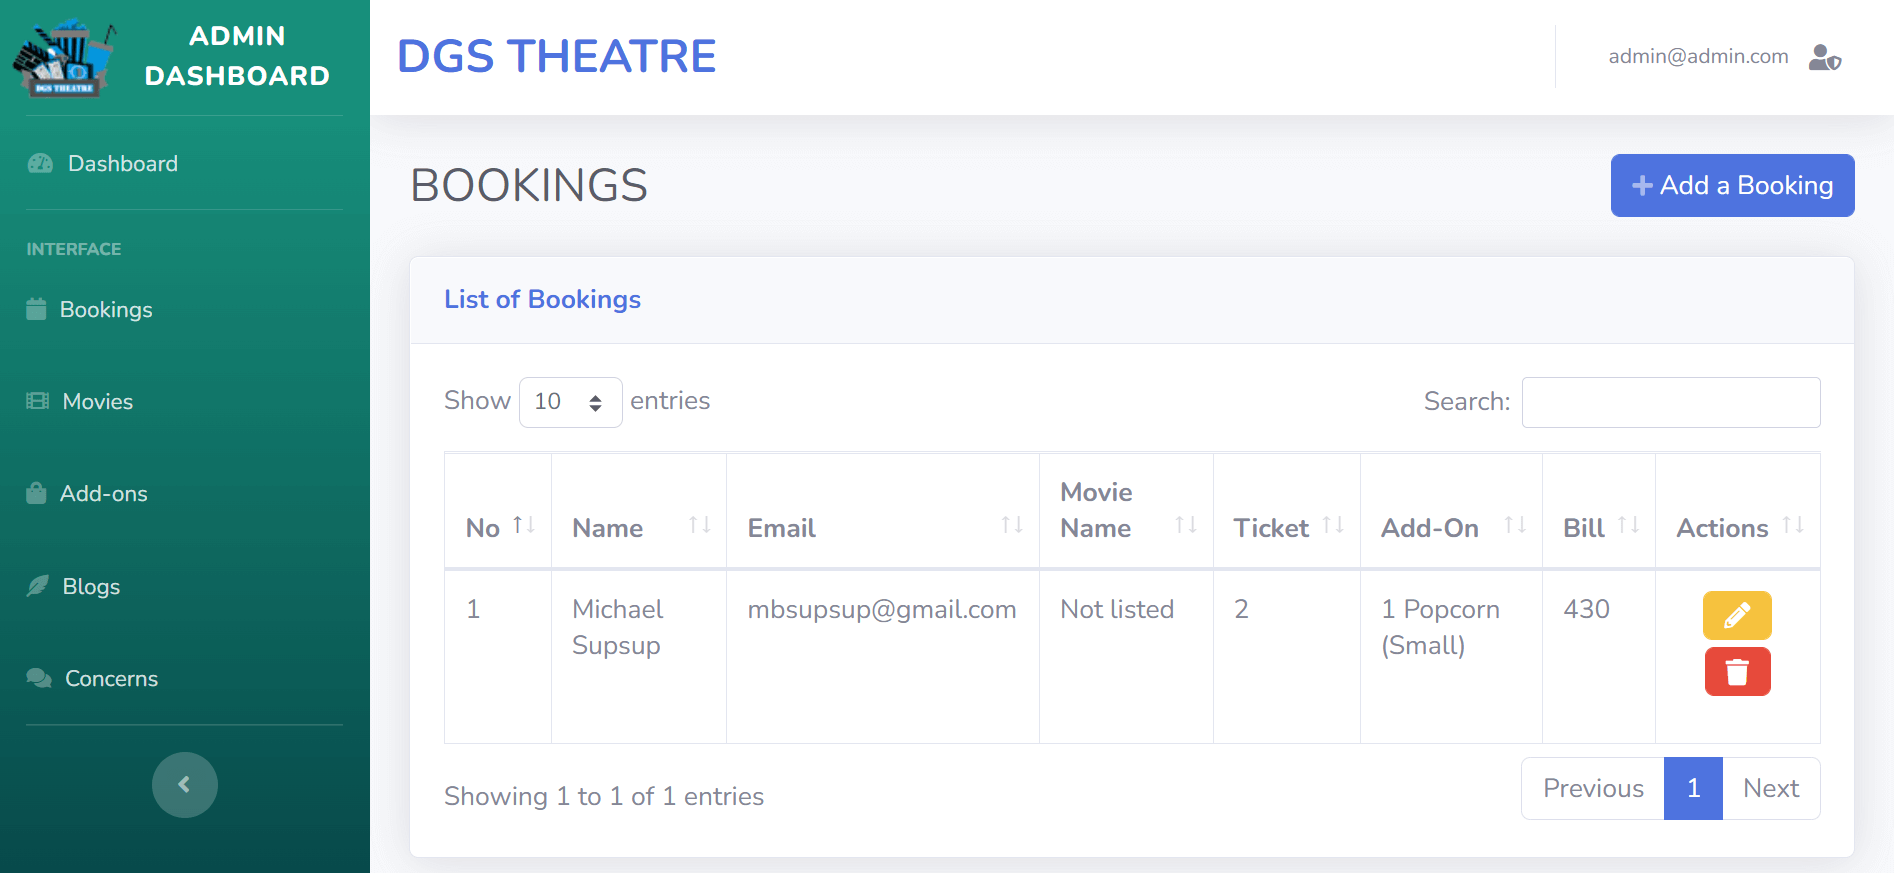 DGS THEATRE
ADMIN
DASHBOARD
Dashboard
INTERFACE
Bookings
Movies
Add-ons
Blogs
Concerns
DGS THEATRE
admin@admin.com
BOOKINGS
Add a Booking
List of Bookings
Show 10 entries
Search:
No
Name
Email
Movie
Name
Ticket
Add-On
Bill
Actions
1
Michael
Supsup
mbsupsup@gmail.com
Not listed
2
1 Popcorn
(Small)
430
Showing 1 to 1 of 1 entries
Previous 1 Next